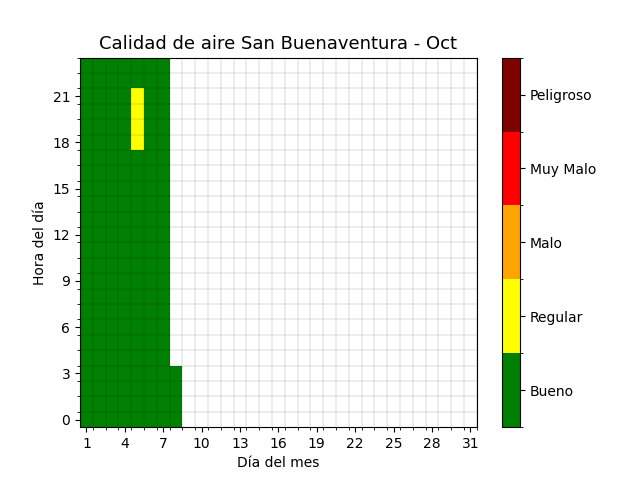 Calidad de aire San Buenaventura - Oct
Hora del día
21
18
15
12
9
6
3
0
1 4 7 10 13 16 19 22 25 28 31
Día del mes
Peligroso
Muy Malo
Malo
Regular
Bueno